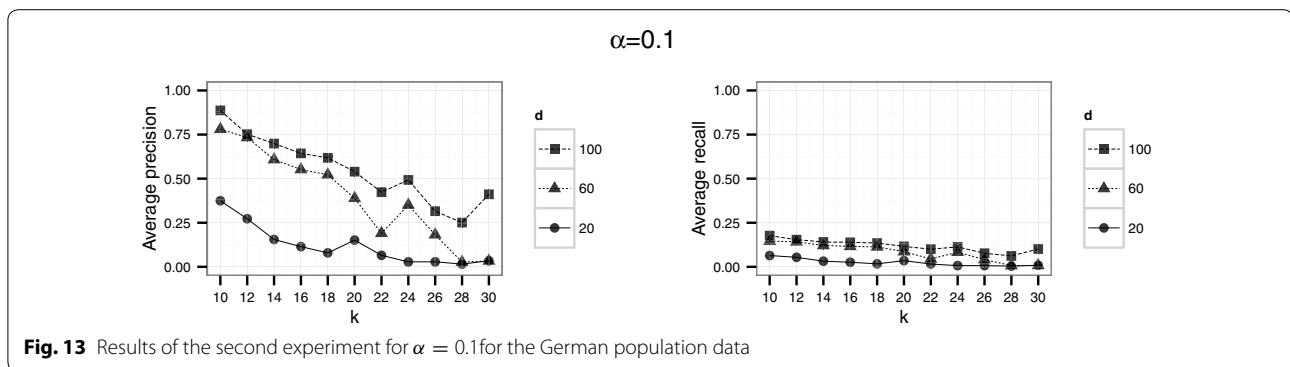 α=0.1
Average precision
1.00
0.75
0.50
0.25
0.00
10 12 14 16 18 20 22 24 26 28 30
k
d
100
60
20
Average recall
1.00
0.75
0.50
0.25
0.00
10 12 14 16 18 20 22 24 26 28 30
k
d
100
60
20
Fig. 13 Results of the second experiment for α = 0.1for the German population data